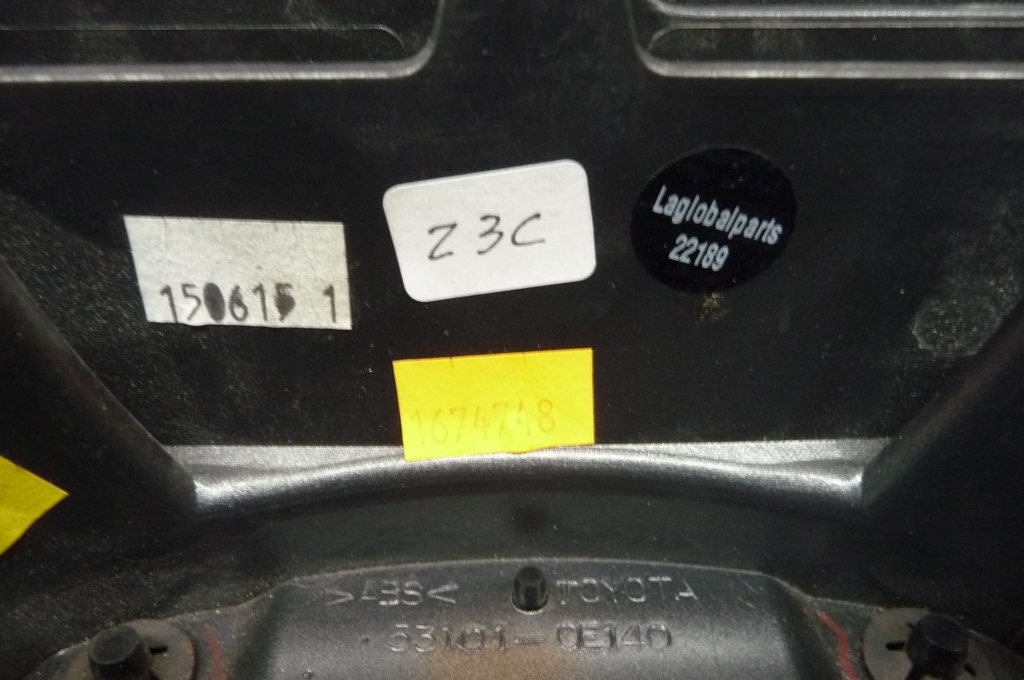 Z3C
Laglobalparts
22189
150615 1
1674748
>ABS< TOYOTA
53101-0E140